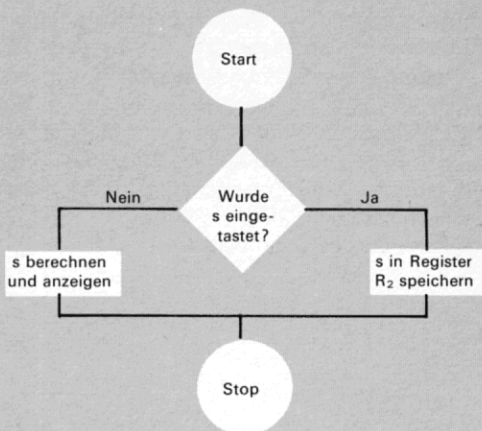 Start
Nein
Wurde
s einge-
tastet?
Ja
s berechnen
und anzeigen
s in Register
R₂ speichern
Stop